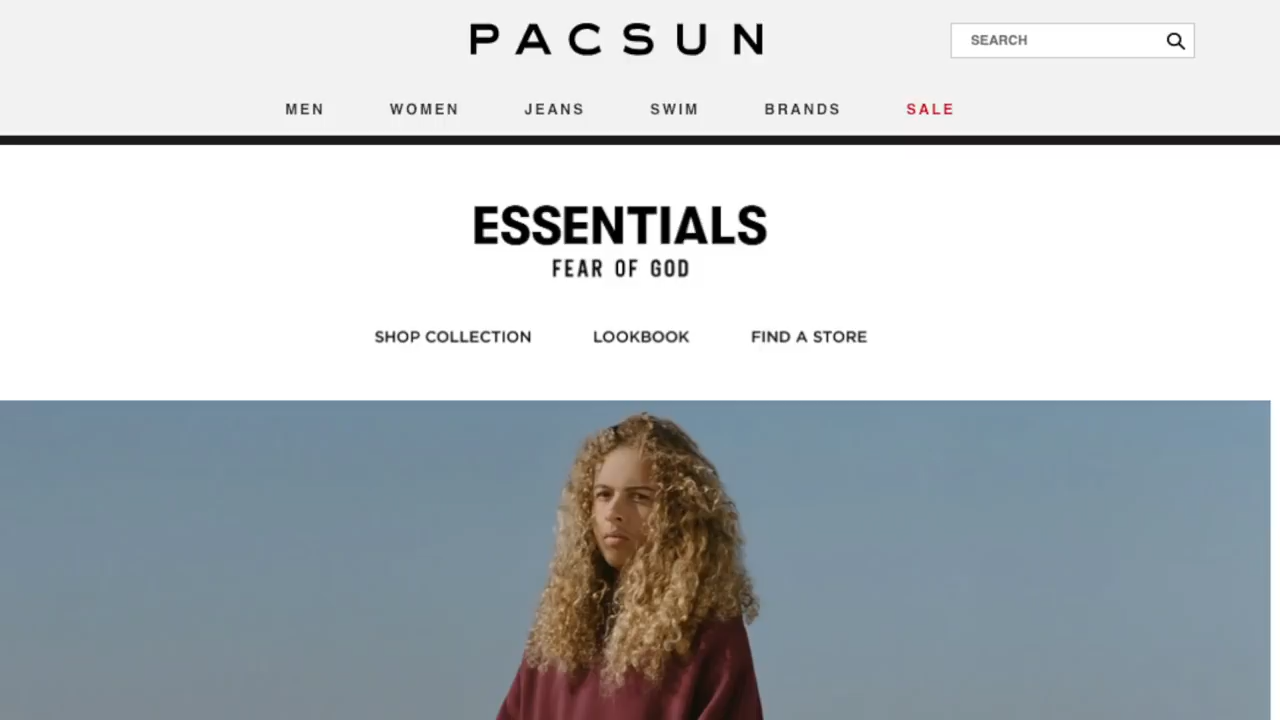 PACSUN
SEARCH
MEN WOMEN JEANS SWIM BRANDS SALE
ESSENTIALS
FEAR OF GOD
SHOP COLLECTION LOOKBOOK FIND A STORE